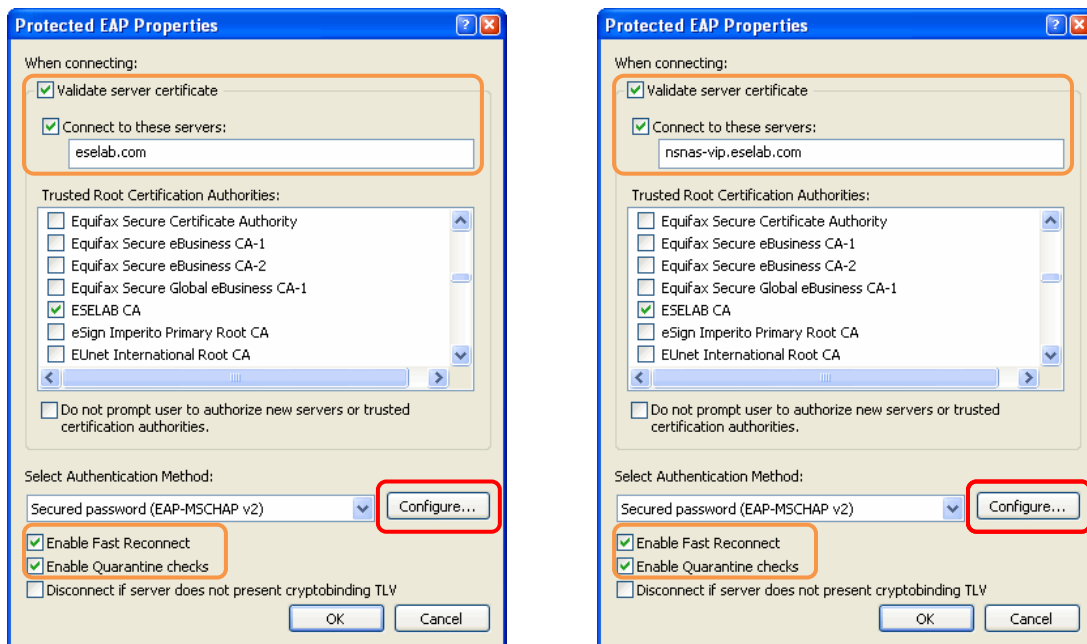 Protected EAP Properties
When connecting:
Validate server certificate
Connect to these servers:
eselab.com
Trusted Root Certification Authorities:
Equifax Secure Certificate Authority
Equifax Secure eBusiness CA-1
Equifax Secure eBusiness CA-2
Equifax Secure Global eBusiness CA-1
ESELAB CA
eSign Imperito Primary Root CA
EUnet International Root CA
Do not prompt user to authorize new servers or trusted
certification authorities.
Select Authentication Method:
Secured password (EAP-MSCHAP v2)
Configure...
Enable Fast Reconnect
Enable Quarantine checks
Disconnect if server does not present cryptobinding TLV
OK
Cancel
Protected EAP Properties
When connecting:
Validate server certificate
Connect to these servers:
nsnas-vip.eselab.com
Trusted Root Certification Authorities:
Equifax Secure Certificate Authority
Equifax Secure eBusiness CA-1
Equifax Secure eBusiness CA-2
Equifax Secure Global eBusiness CA-1
ESELAB CA
eSign Imperito Primary Root CA
EUnet International Root CA
Do not prompt user to authorize new servers or trusted
certification authorities.
Select Authentication Method:
Secured password (EAP-MSCHAP v2)
Configure...
Enable Fast Reconnect
Enable Quarantine checks
Disconnect if server does not present cryptobinding TLV
OK
Cancel